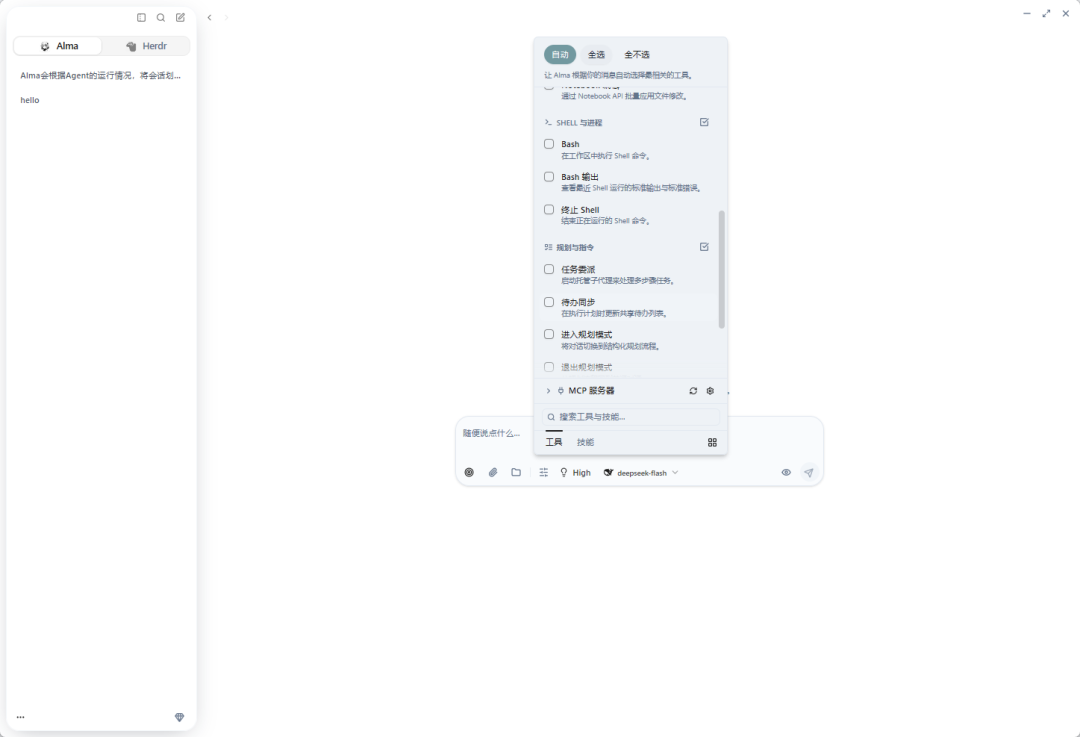 Alma
Herdr
Alma会根据Agent的运行情况，将会话划...
hello
自动
全选
全不选
让 Alma 根据你的消息自动选择最相关的工具。
通过 Notebook API 批量应用文件修改。
SHELL 与进程
Bash
在工作区中执行 Shell 命令。
Bash 输出
查看最近 Shell 运行的标准输出与标准错误。
终止 Shell
结束正在运行的 Shell 命令。
规划与指令
任务委派
启动托管子代理来处理多步骤任务。
待办同步
在执行计划时更新共享待办列表。
进入规划模式
将对话切换到结构化规划流程。
退出规划模式
MCP 服务器
搜索工具与技能...
工具
技能
随便说点什么...
High
deepseek-flash